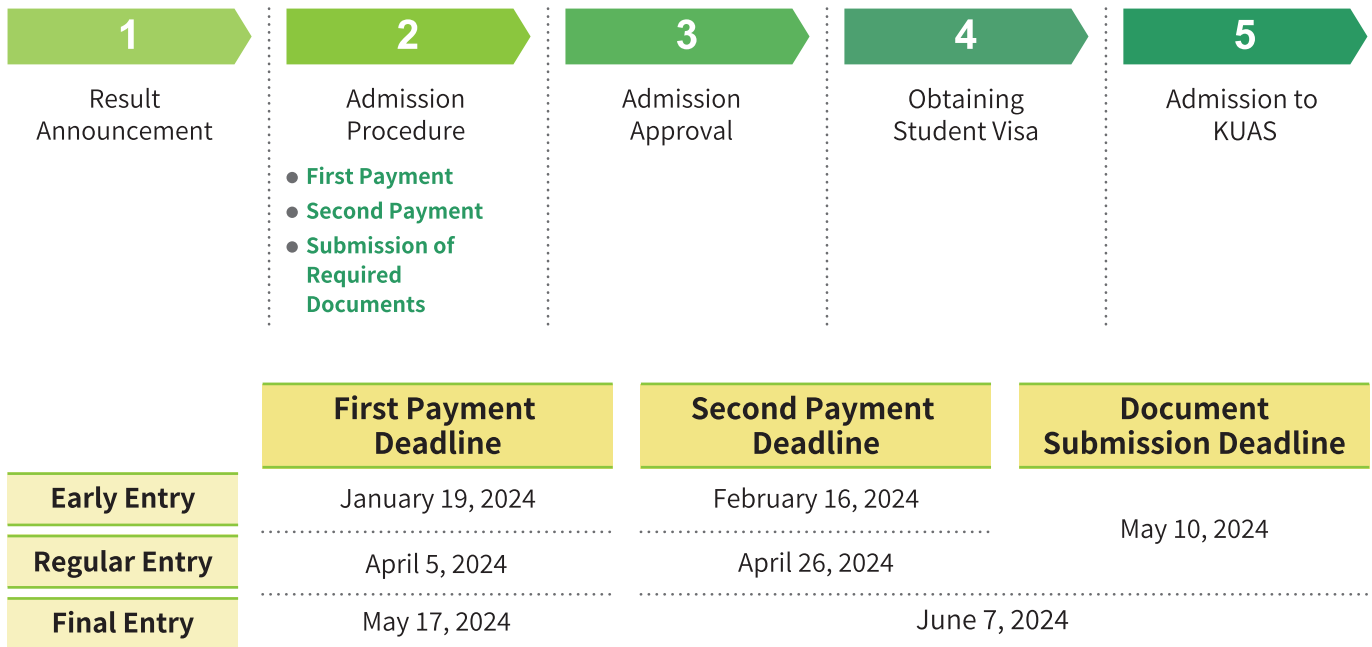 1
2
3
4
5
Result
Announcement
Admission
Procedure
Admission
Approval
Obtaining
Student Visa
Admission to
KUAS
First Payment
Second Payment
Submission of
Required
Documents
First Payment
Deadline
Second Payment
Deadline
Document
Submission Deadline
Early Entry
January 19, 2024
February 16, 2024
May 10, 2024
Regular Entry
April 5, 2024
April 26, 2024
Final Entry
May 17, 2024
June 7, 2024